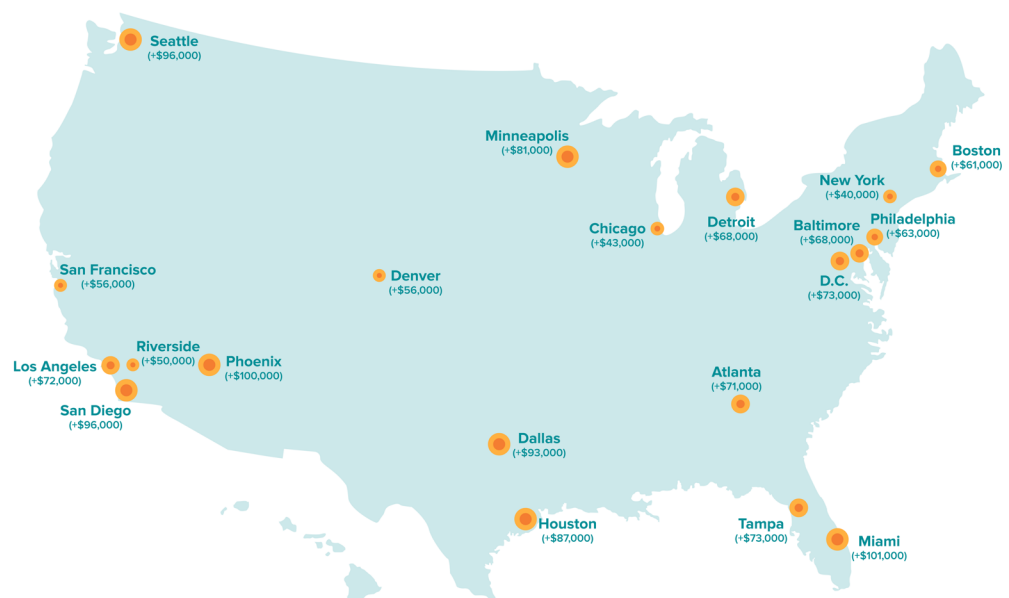 Seattle
(+$96,000)
Minneapolis
(+$81,000)
Boston
(+$61,000)
New York
(+$40,000)
Chicago
(+$43,000)
Detroit
(+$68,000)
Baltimore
(+$68,000)
Philadelphia
(+$63,000)
D.C.
(+$73,000)
San Francisco
(+$56,000)
Denver
(+$56,000)
Riverside
(+$50,000)
Los Angeles
(+$72,000)
Phoenix
(+$100,000)
San Diego
(+$96,000)
Atlanta
(+$71,000)
Dallas
(+$93,000)
Houston
(+$87,000)
Tampa
(+$73,000)
Miami
(+$101,000)